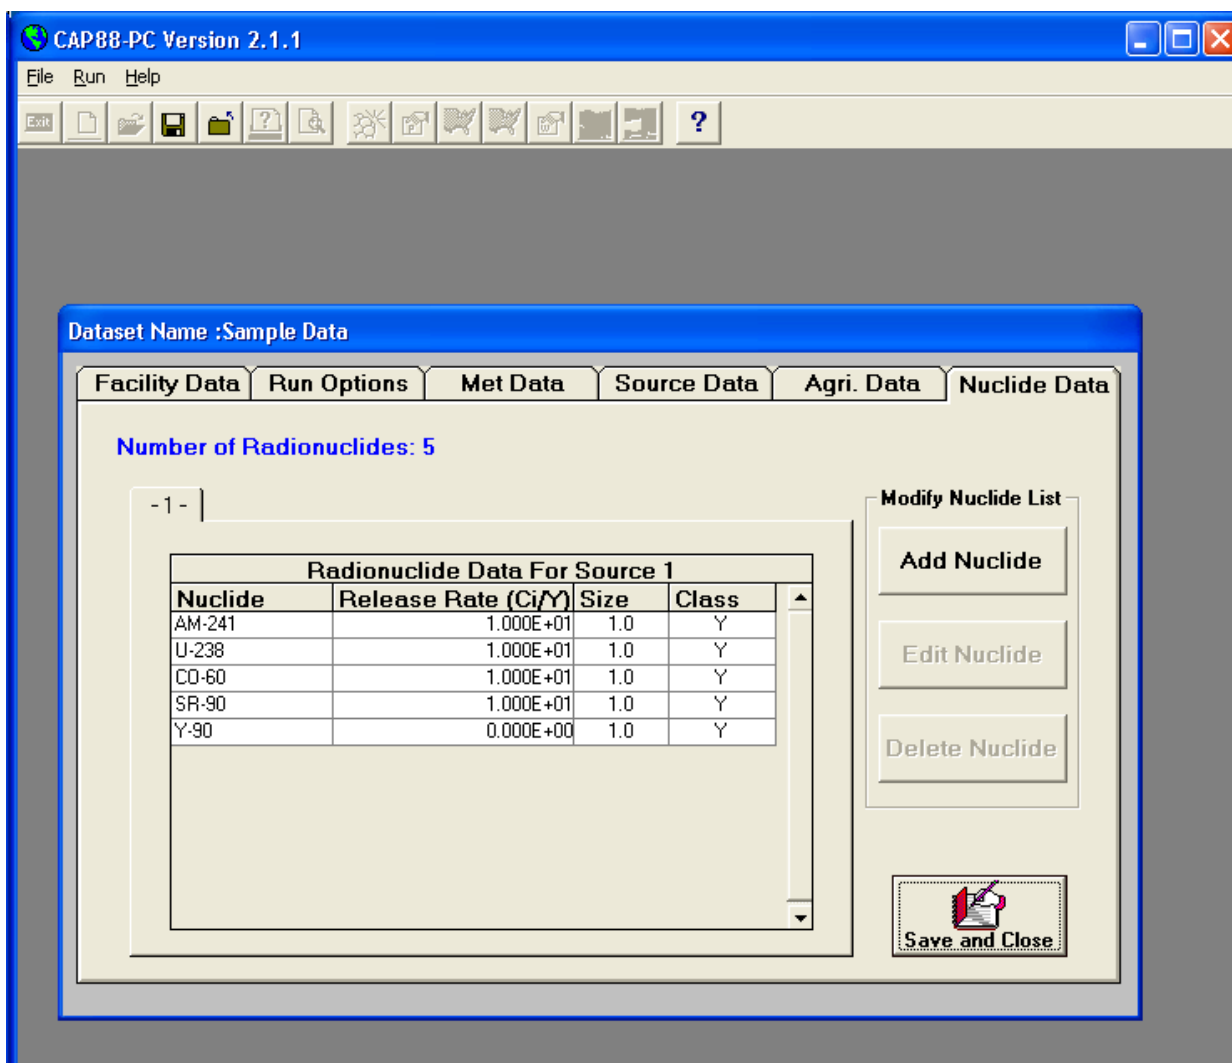 CAP88-PC Version 2.1.1
File Run Help
Exit ? ?
Dataset Name :Sample Data
Facility Data Run Options Met Data Source Data Agri. Data Nuclide Data
Number of Radionuclides: 5
- 1 -
Modify Nuclide List
Add Nuclide
Edit Nuclide
Delete Nuclide
Radionuclide Data For Source 1
Nuclide Release Rate (Ci/Y) Size Class
AM-241 1.000E+01 1.0 Y
U-238 1.000E+01 1.0 Y
CO-60 1.000E+01 1.0 Y
SR-90 1.000E+01 1.0 Y
Y-90 0.000E+00 1.0 Y
Save and Close